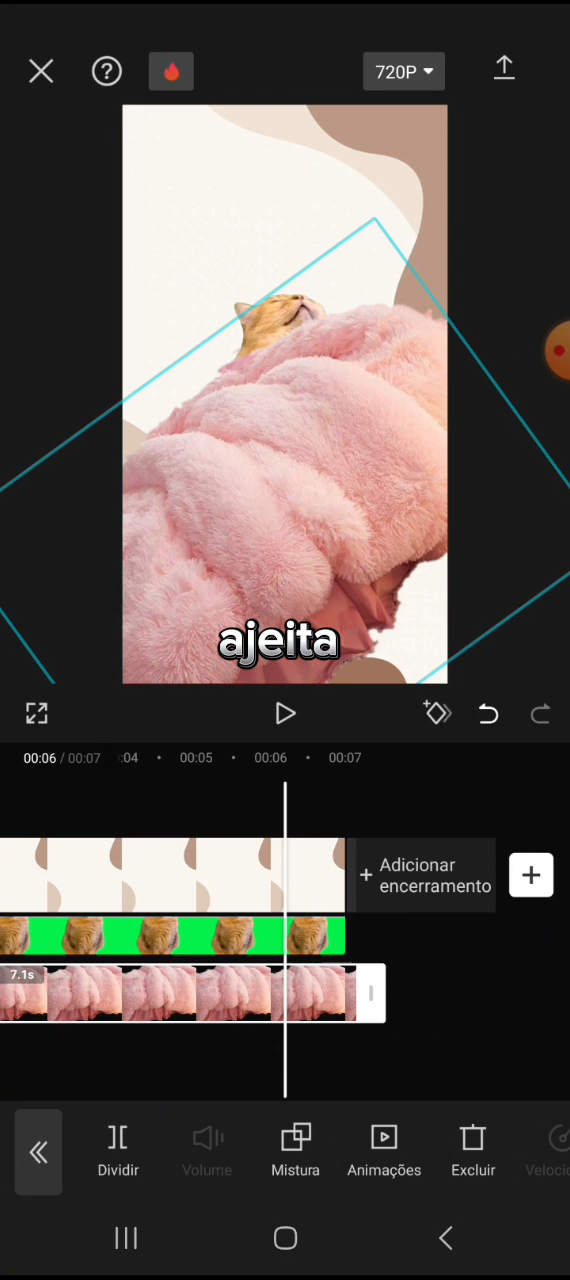 720P
ajeita
00:06 / 00:07
:04
00:05
00:06
00:07
+ Adicionar
encerramento
+
7.1s
Dividir
Volume
Mistura
Animações
Excluir
Veloci